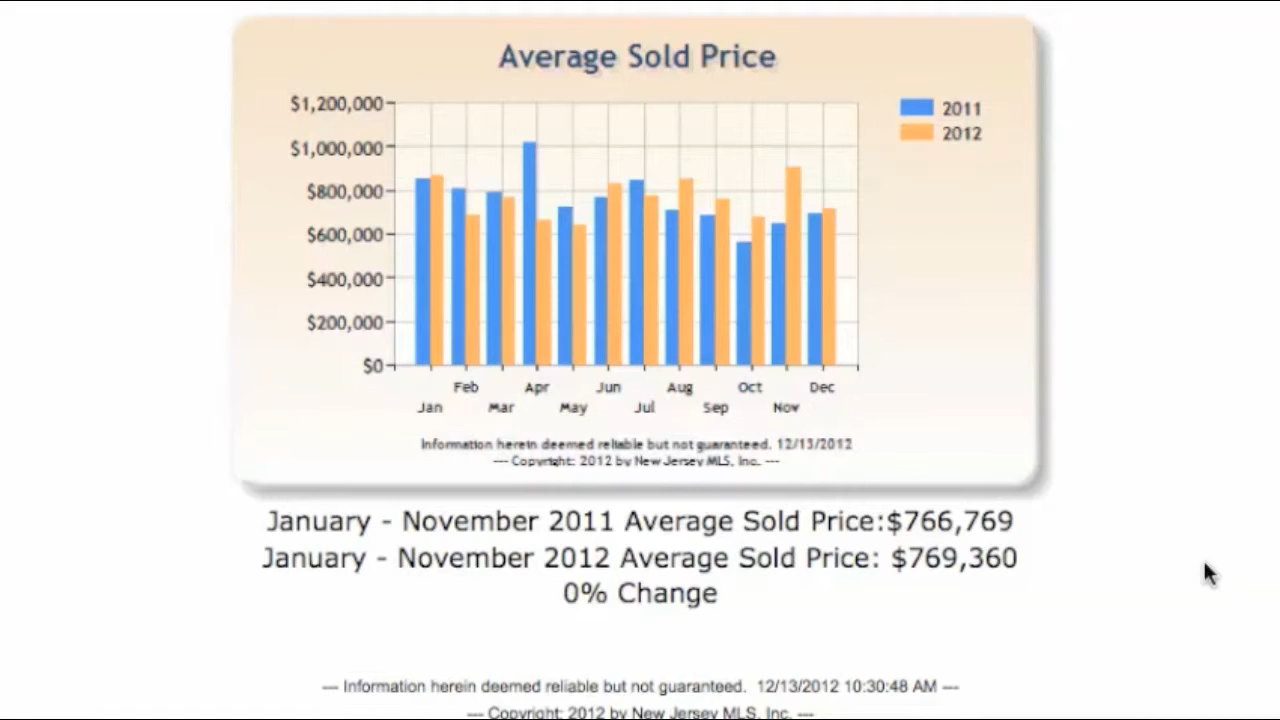 Average Sold Price
2011
2012
$1,200,000
$1,000,000
$800,000
$600,000
$400,000
$200,000
$0
Feb Apr Jun Aug Oct Dec
Jan Mar May Jul Sep Nov
Information herein deemed reliable but not guaranteed. 12/13/2012
--- Copyright: 2012 by New Jersey MLS, Inc. ---
January - November 2011 Average Sold Price:$766,769
January - November 2012 Average Sold Price: $769,360
0% Change
--- Information herein deemed reliable but not guaranteed. 12/13/2012 10:30:48 AM ---
--- Copyright: 2012 by New Jersey MLS, Inc. ---